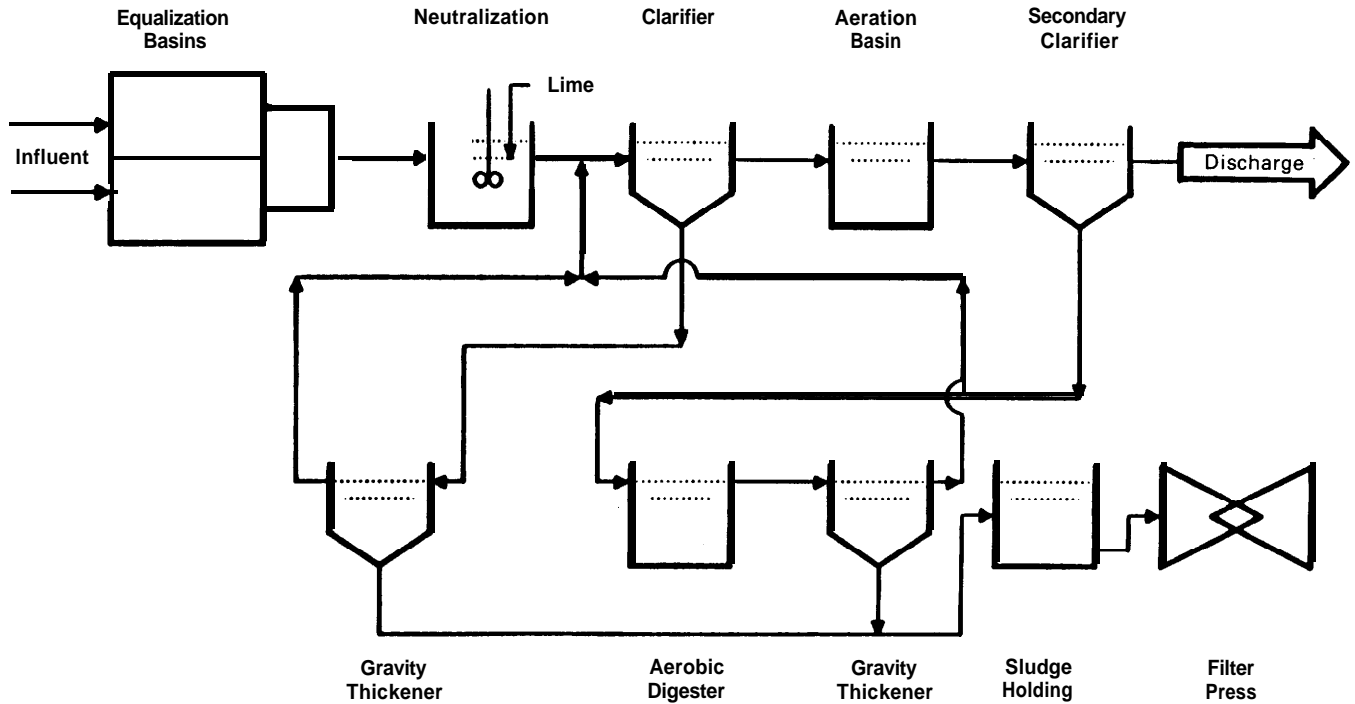 Equalization
Basins
Neutralization
Clarifier
Aeration
Basin
Secondary
Clarifier
Lime
Influent
Discharge
Gravity
Thickener
Aerobic
Digester
Gravity
Thickener
Sludge
Holding
Filter
Press